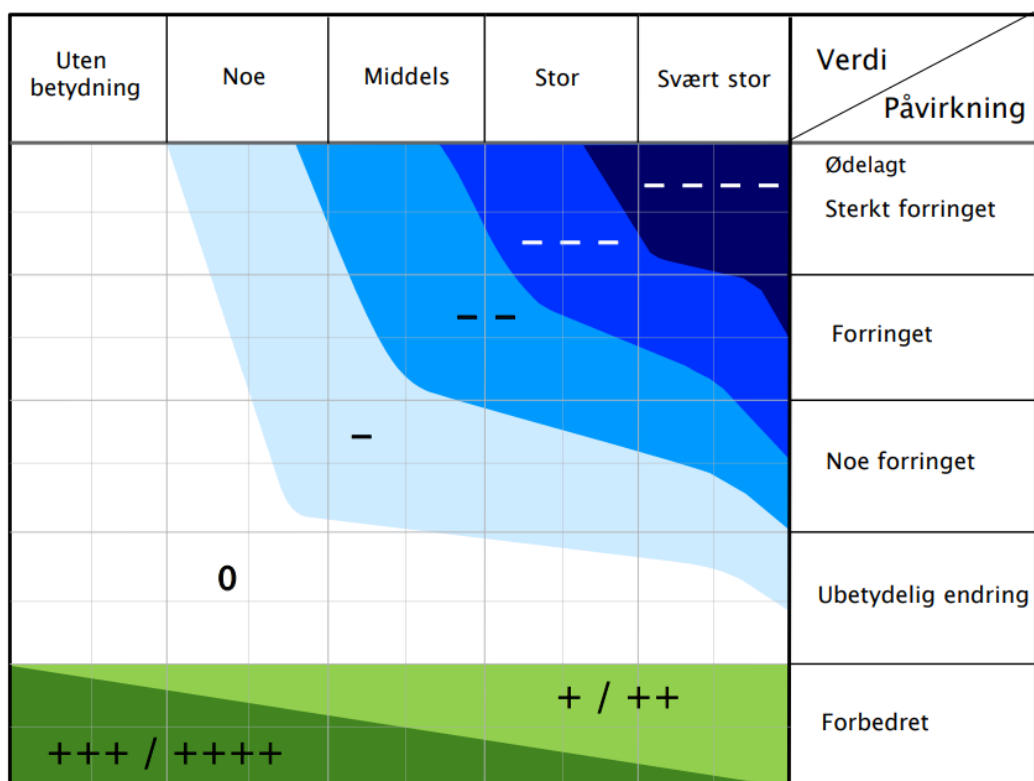 Uten
betydning
Noe
Middels
Stor
Svært stor
Verdi
Påvirkning
Ødelagt
Sterkt forringet
– – – –
– – –
– –
Forringet
–
Noe forringet
0
Ubetydelig endring
+ / ++
Forbedret
+++ / ++++